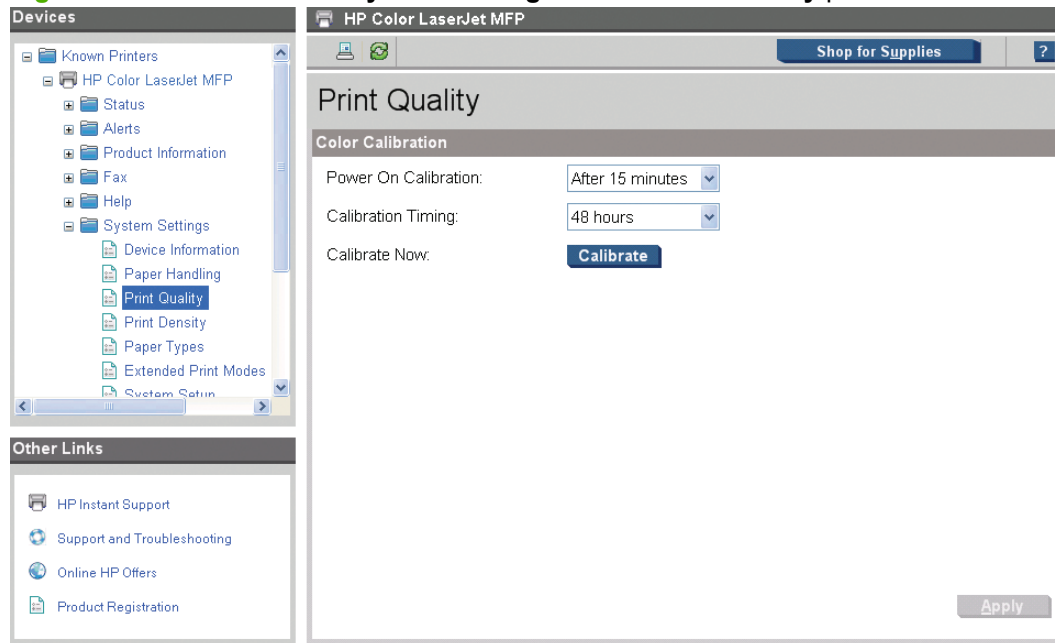 Devices
Known Printers
HP Color LaserJet MFP
Status
Alerts
Product Information
Fax
Help
System Settings
Device Information
Paper Handling
Print Quality
Print Density
Paper Types
Extended Print Modes
System Setup
Other Links
HP Instant Support
Support and Troubleshooting
Online HP Offers
Product Registration
HP Color LaserJet MFP
Shop for Supplies ?
Print Quality
Color Calibration
Power On Calibration: After 15 minutes
Calibration Timing: 48 hours
Calibrate Now: Calibrate
Apply